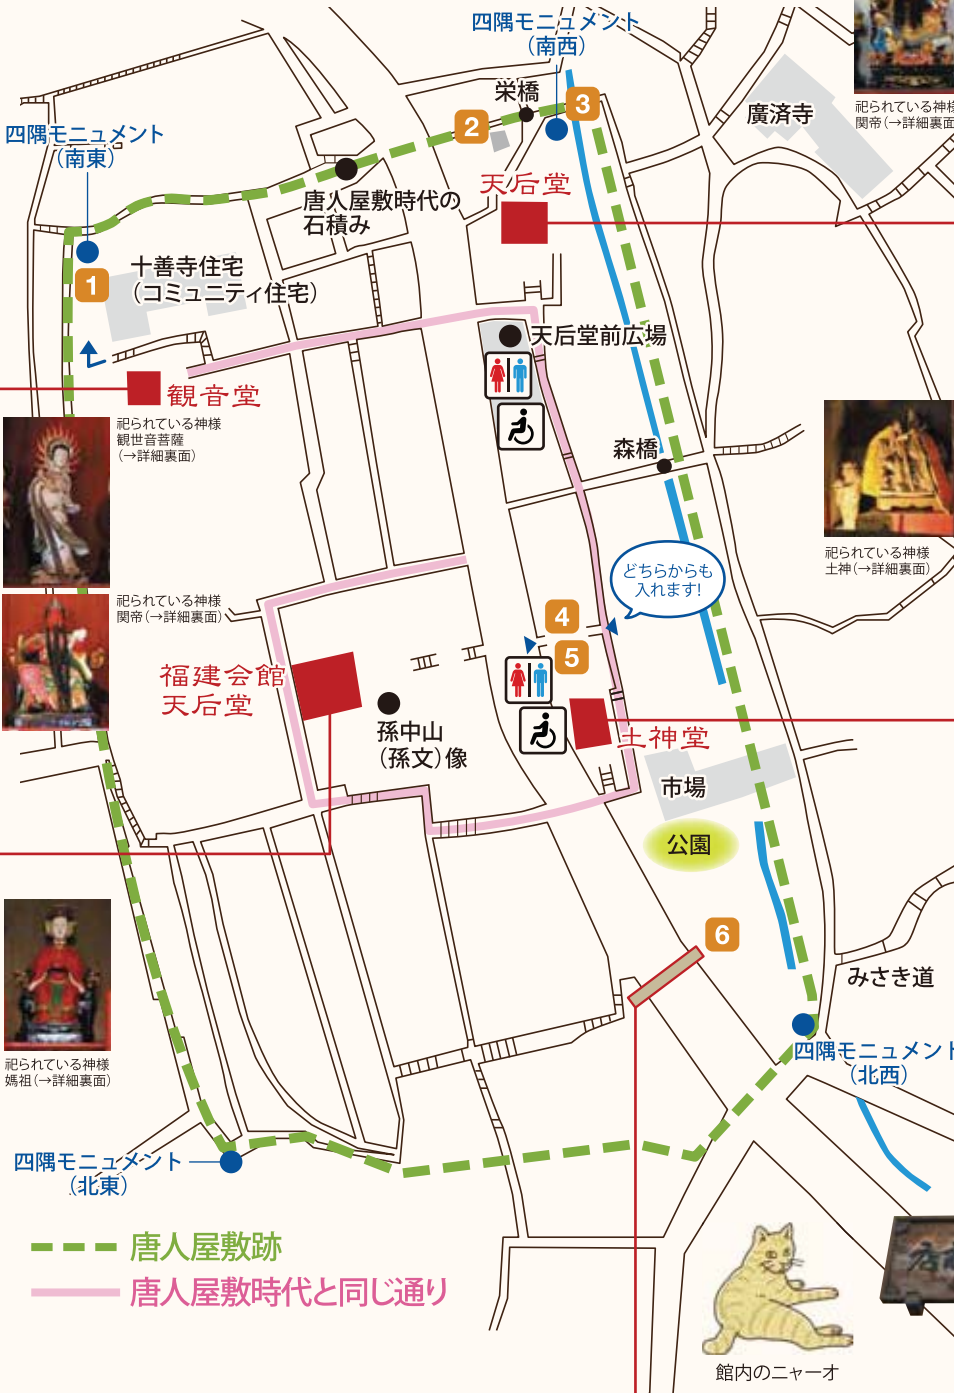 四隅モニュメント
（南西）
栄橋
3
2
廣済寺
祀られている神様
関帝（→詳細裏面
四隅モニュメント
（南東）
天后堂
唐人屋敷時代の
石積み
1
十善寺住宅
（コミュニティ住宅）
天后堂前広場
観音堂
祀られている神様
観世音菩薩
（→詳細裏面）
森橋
祀られている神様
土神（→詳細裏面）
どちらからも
入れます!
祀られている神様
関帝（→詳細裏面）
4
5
福建会館
天后堂
孫中山
（孫文）像
土神堂
市場
公園
6
みさき道
四隅モニュメント
（北西）
祀られている神様
媽祖（→詳細裏面）
四隅モニュメント
（北東）
唐人屋敷跡
唐人屋敷時代と同じ通り
館内のニャーオ